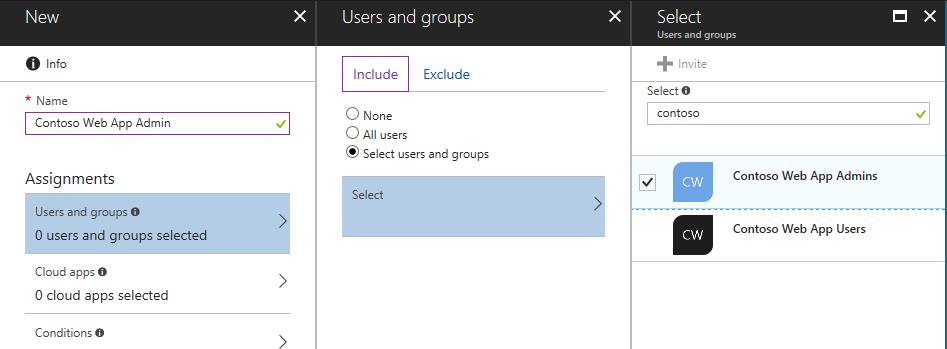 New
Info
* Name
Contoso Web App Admin
Assignments
Users and groups
0 users and groups selected
Cloud apps
0 cloud apps selected
Conditions
Users and groups
Include
Exclude
None
All users
Select users and groups
Select
Select
Users and groups
Invite
Select
contoso
CW
Contoso Web App Admins
CW
Contoso Web App Users